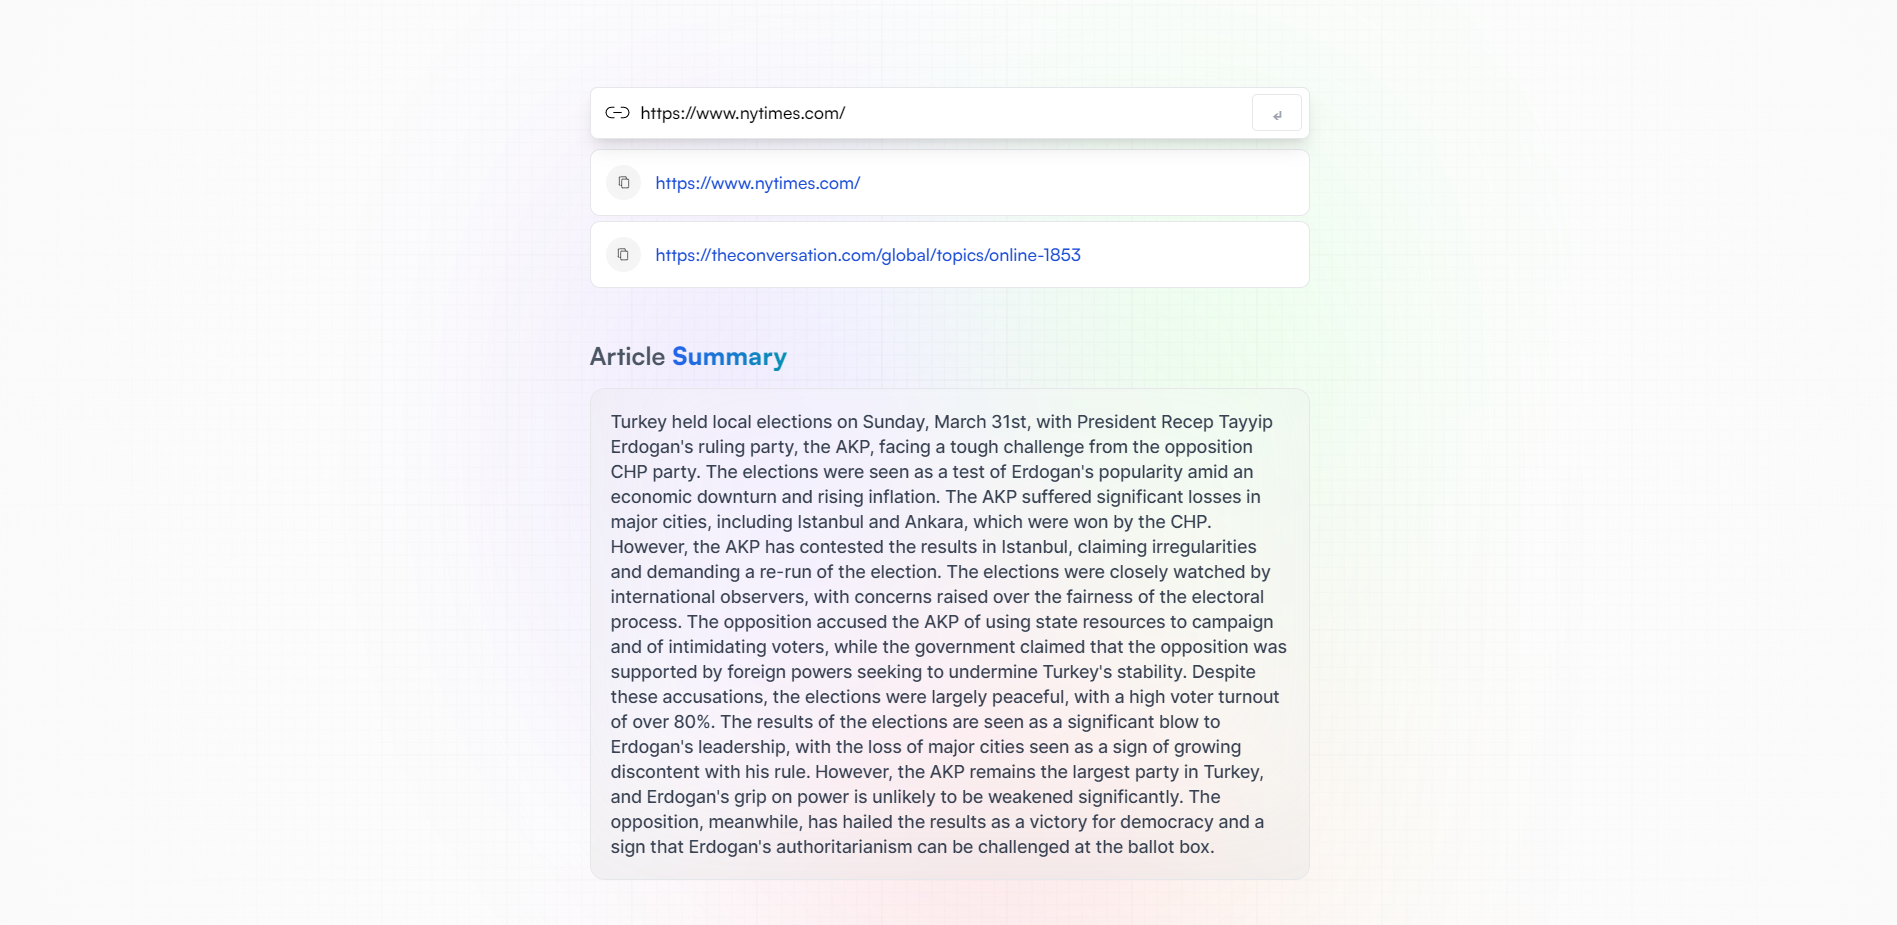 https://www.nytimes.com/
https://www.nytimes.com/
https://theconversation.com/global/topics/online-1853
Article Summary
Turkey held local elections on Sunday, March 31st, with President Recep Tayyip
Erdogan's ruling party, the AKP, facing a tough challenge from the opposition
CHP party. The elections were seen as a test of Erdogan's popularity amid an
economic downturn and rising inflation. The AKP suffered significant losses in
major cities, including Istanbul and Ankara, which were won by the CHP.
However, the AKP has contested the results in Istanbul, claiming irregularities
and demanding a re-run of the election. The elections were closely watched by
international observers, with concerns raised over the fairness of the electoral
process. The opposition accused the AKP of using state resources to campaign
and of intimidating voters, while the government claimed that the opposition was
supported by foreign powers seeking to undermine Turkey's stability. Despite
these accusations, the elections were largely peaceful, with a high voter turnout
of over 80%. The results of the elections are seen as a significant blow to
Erdogan's leadership, with the loss of major cities seen as a sign of growing
discontent with his rule. However, the AKP remains the largest party in Turkey,
and Erdogan's grip on power is unlikely to be weakened significantly. The
opposition, meanwhile, has hailed the results as a victory for democracy and a
sign that Erdogan's authoritarianism can be challenged at the ballot box.